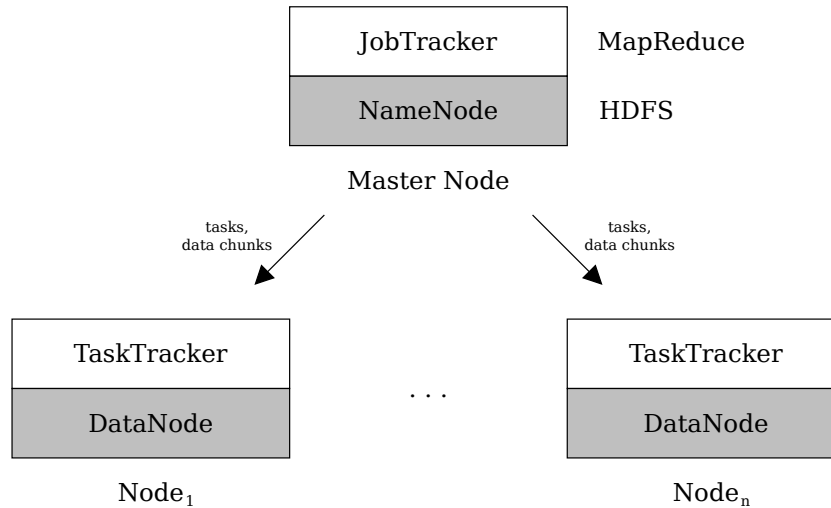 JobTracker MapReduce
NameNode HDFS
Master Node
tasks,
data chunks
tasks,
data chunks
TaskTracker
DataNode
Node₁
. . .
TaskTracker
DataNode
Nodeₙ